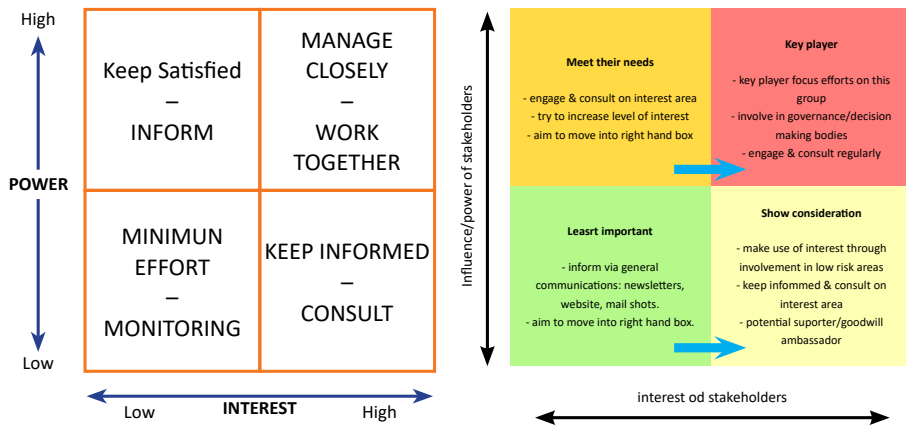 High
POWER
Low
Keep Satisfied
–
INFORM
MANAGE
CLOSELY
–
WORK
TOGETHER
MINIMUN
EFFORT
–
MONITORING
KEEP INFORMED
–
CONSULT
Low
INTEREST
High
Influence/power of stakeholders
Meet their needs
- engage & consult on interest area
- try to increase level of interest
- aim to move into right hand box
Key player
- key player focus efforts on this
group
- involve in governance/decision
making bodies
- engage & consult regularly
Leasrt important
- inform via general
communications: newsletters,
website, mail shots.
- aim to move into right hand box.
Show consideration
- make use of interest through
involvement in low risk areas
- keep infommed & consult on
interest area
- potential suporter/goodwill
ambassador
interest od stakeholders